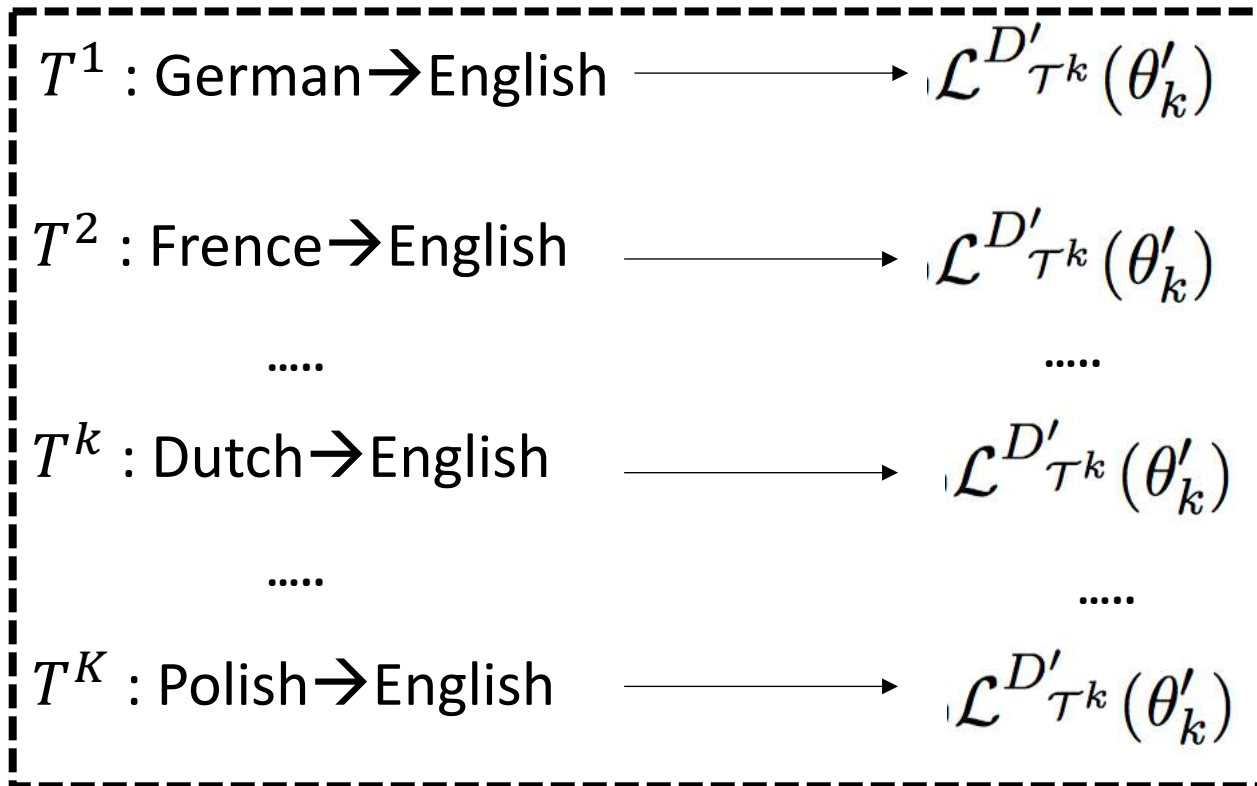 T¹ : German→English ⟶ 𝓛^{D′}_{𝒯^k}(θ′_k)
T² : Frence→English ⟶ 𝓛^{D′}_{𝒯^k}(θ′_k)
..... .....
T^k : Dutch→English ⟶ 𝓛^{D′}_{𝒯^k}(θ′_k)
..... .....
T^K : Polish→English ⟶ 𝓛^{D′}_{𝒯^k}(θ′_k)